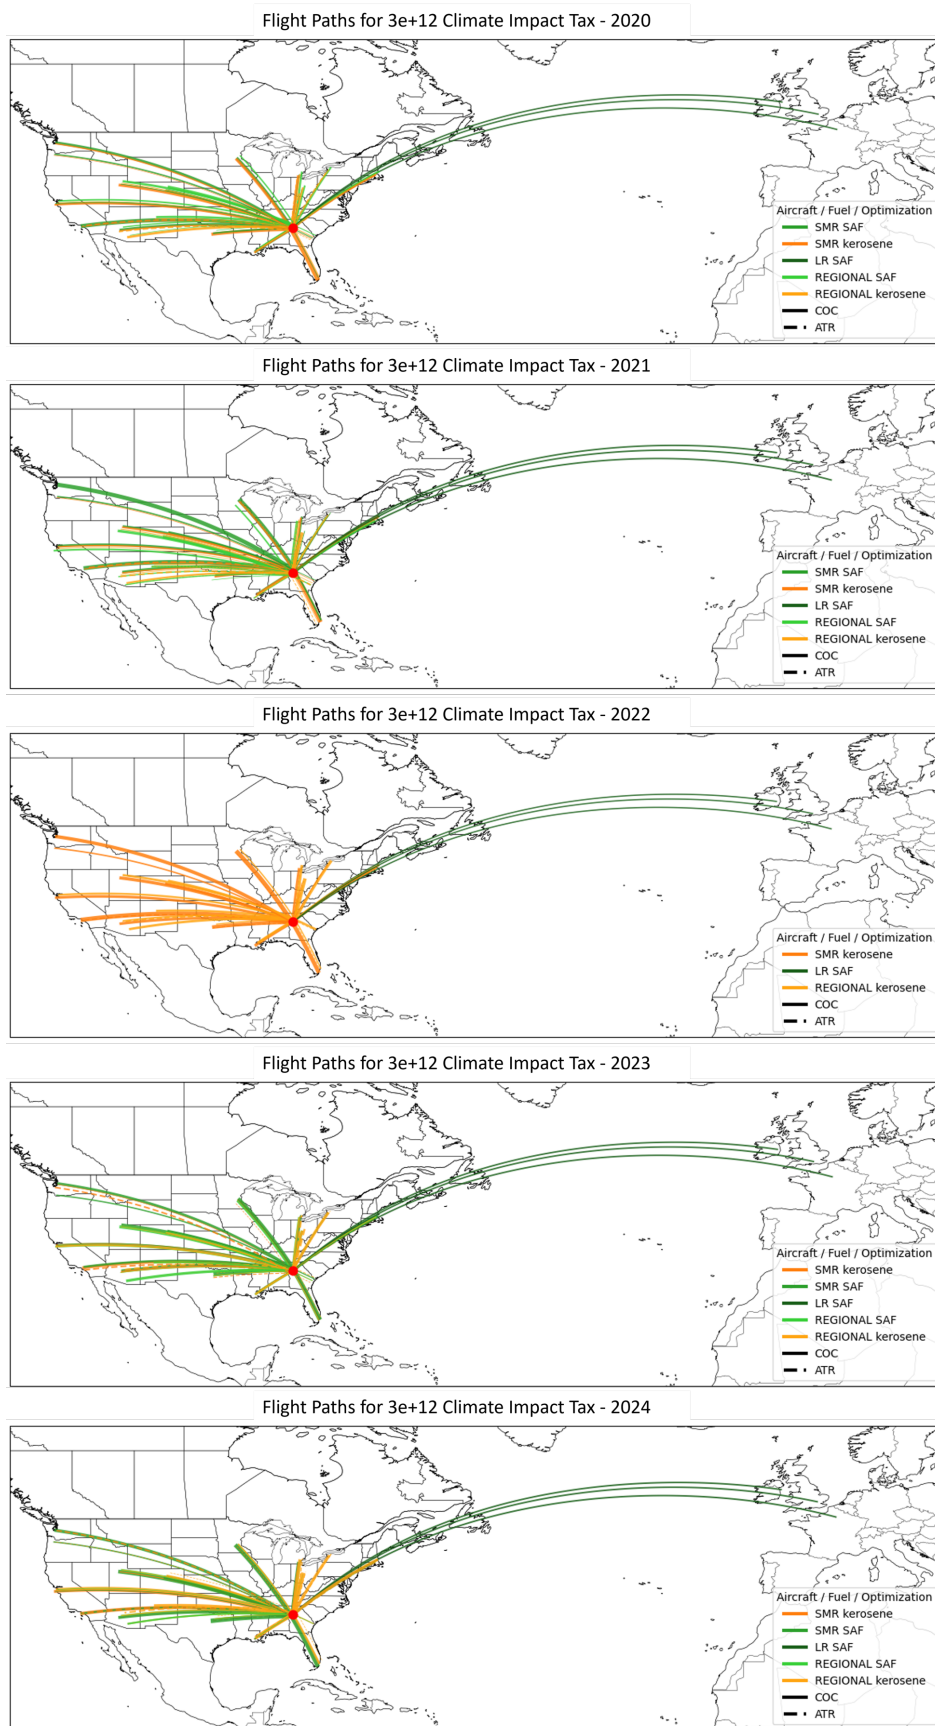 Flight Paths for 3e+12 Climate Impact Tax - 2020
Aircraft / Fuel / Optimization
SMR SAF
SMR kerosene
LR SAF
REGIONAL SAF
REGIONAL kerosene
COC
ATR
Flight Paths for 3e+12 Climate Impact Tax - 2021
Aircraft / Fuel / Optimization
SMR SAF
SMR kerosene
LR SAF
REGIONAL SAF
REGIONAL kerosene
COC
ATR
Flight Paths for 3e+12 Climate Impact Tax - 2022
Aircraft / Fuel / Optimization
SMR kerosene
LR SAF
REGIONAL kerosene
COC
ATR
Flight Paths for 3e+12 Climate Impact Tax - 2023
Aircraft / Fuel / Optimization
SMR kerosene
SMR SAF
LR SAF
REGIONAL SAF
REGIONAL kerosene
COC
ATR
Flight Paths for 3e+12 Climate Impact Tax - 2024
Aircraft / Fuel / Optimization
SMR kerosene
SMR SAF
LR SAF
REGIONAL SAF
REGIONAL kerosene
COC
ATR